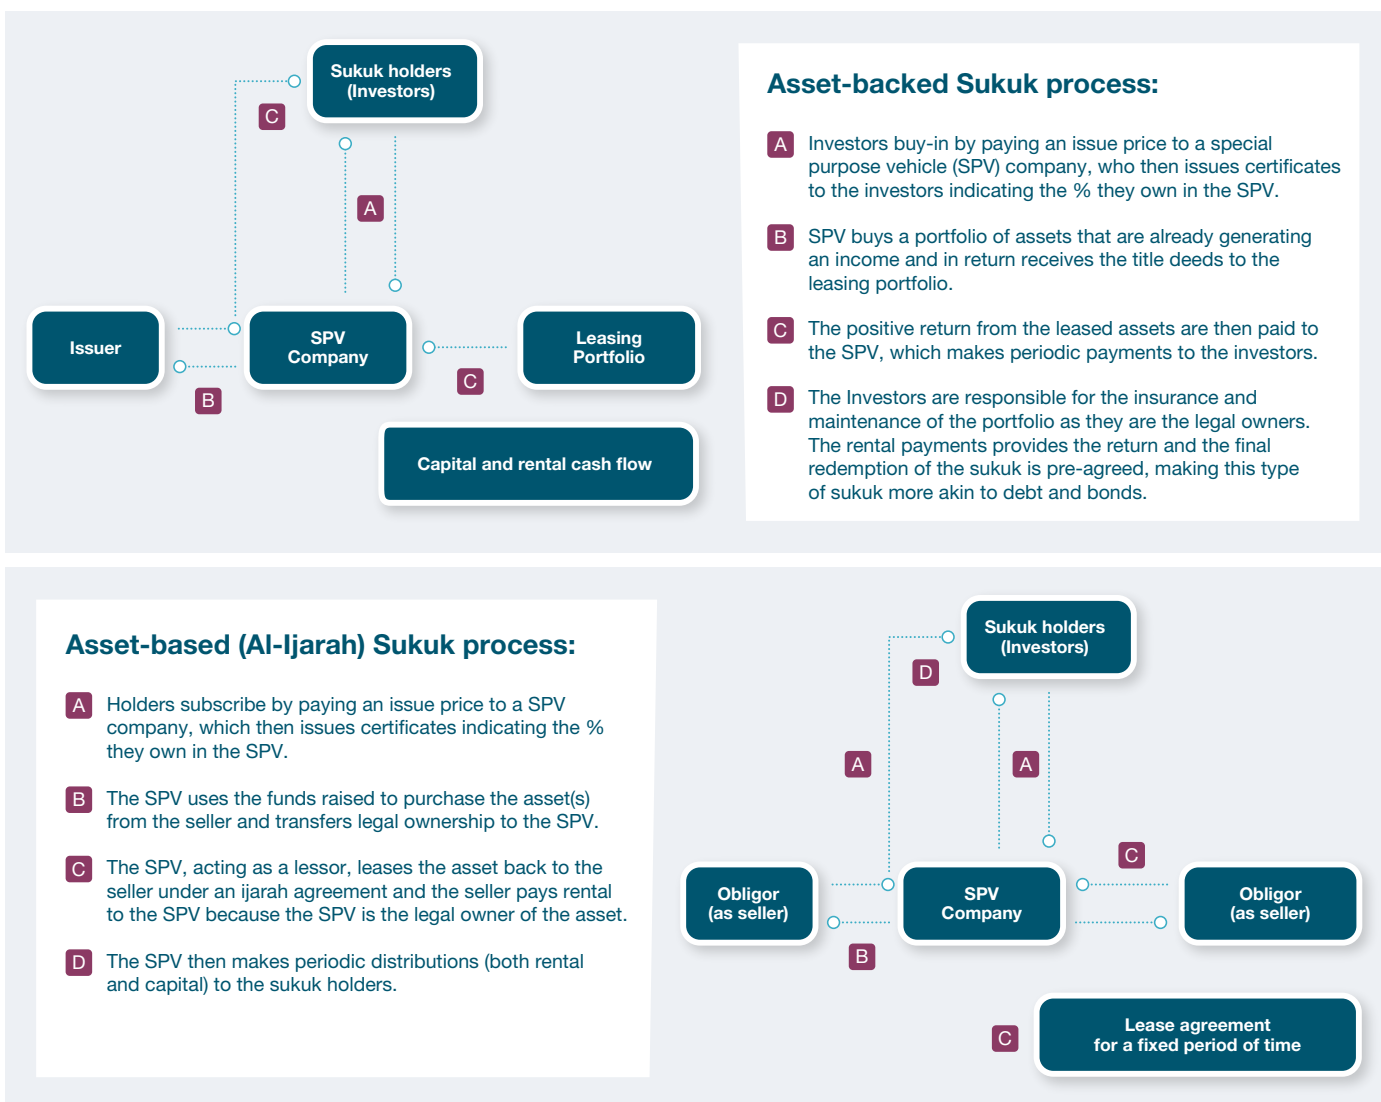 Sukuk holders
(Investors)
C
A
Issuer
SPV
Company
Leasing
Portfolio
B
C
Capital and rental cash flow
Asset-backed Sukuk process:
A Investors buy-in by paying an issue price to a special
purpose vehicle (SPV) company, who then issues certificates
to the investors indicating the % they own in the SPV.
B SPV buys a portfolio of assets that are already generating
an income and in return receives the title deeds to the
leasing portfolio.
C The positive return from the leased assets are then paid to
the SPV, which makes periodic payments to the investors.
D The Investors are responsible for the insurance and
maintenance of the portfolio as they are the legal owners.
The rental payments provides the return and the final
redemption of the sukuk is pre-agreed, making this type
of sukuk more akin to debt and bonds.
Asset-based (Al-Ijarah) Sukuk process:
A Holders subscribe by paying an issue price to a SPV
company, which then issues certificates indicating the %
they own in the SPV.
B The SPV uses the funds raised to purchase the asset(s)
from the seller and transfers legal ownership to the SPV.
C The SPV, acting as a lessor, leases the asset back to the
seller under an ijarah agreement and the seller pays rental
to the SPV because the SPV is the legal owner of the asset.
D The SPV then makes periodic distributions (both rental
and capital) to the sukuk holders.
Sukuk holders
(Investors)
D
A
A
C
Obligor
(as seller)
SPV
Company
Obligor
(as seller)
B
C
Lease agreement
for a fixed period of time